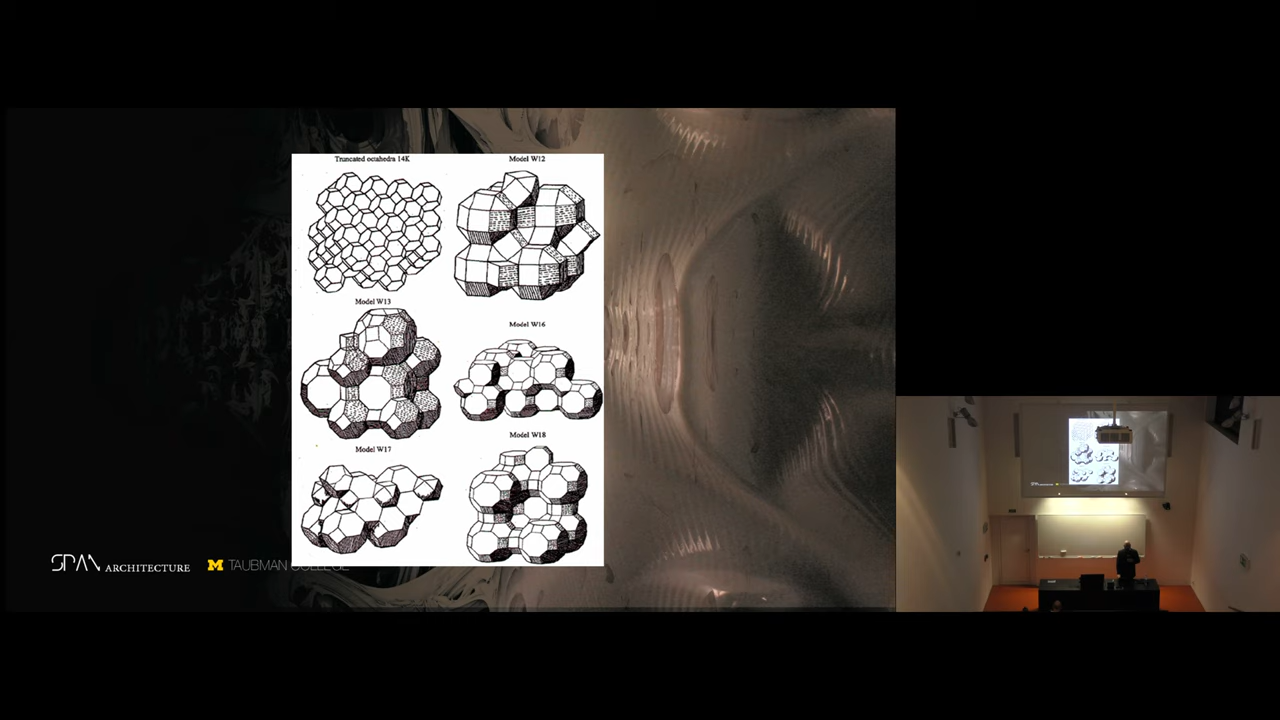 Truncated octahedra 14K
Model W12
Model W13
Model W16
Model W17
Model W18
SPAN ARCHITECTURE
M TAUBMAN COLLEGE